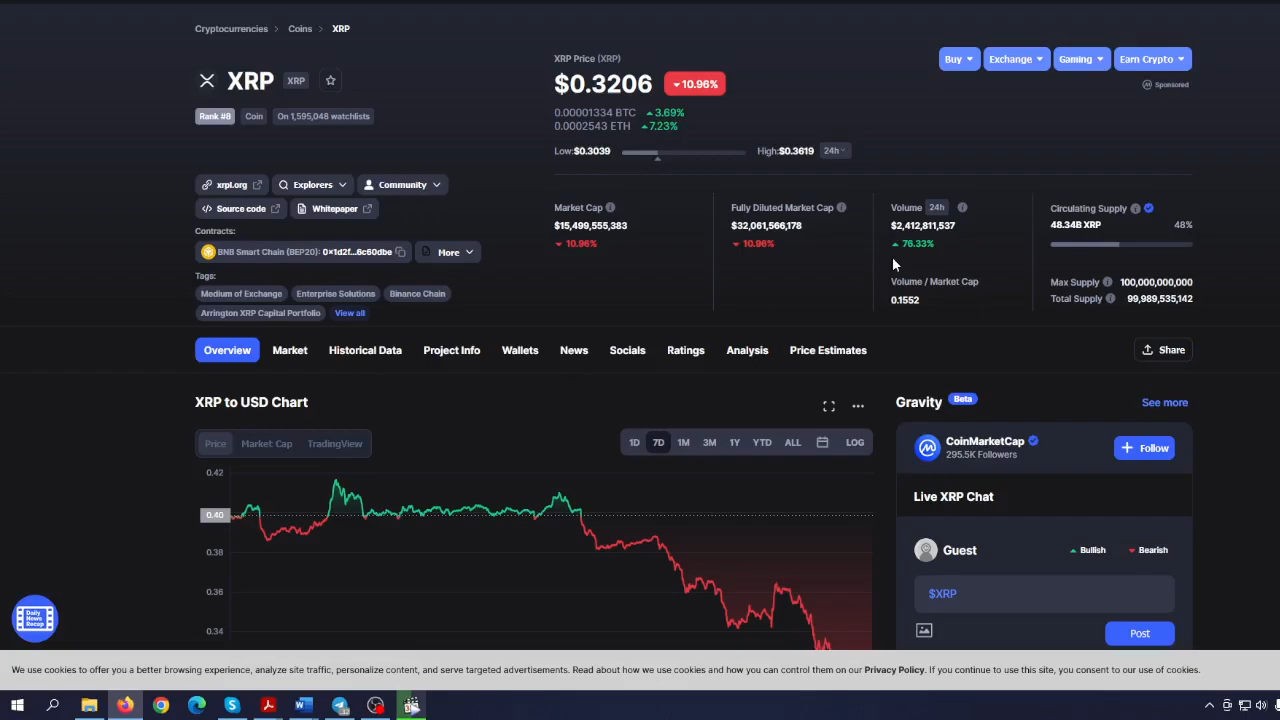 Cryptocurrencies > Coins > XRP
XRP XRP
Rank #8 Coin On 1,595,048 watchlists
xrpl.org Explorers Community
Source code Whitepaper
Contracts:
BNB Smart Chain (BEP20): 0x1d2f...6c60dbe More
Tags:
Medium of Exchange Enterprise Solutions Binance Chain
Arrington XRP Capital Portfolio View all
XRP Price (XRP)
$0.3206 10.96%
0.00001334 BTC 3.69%
0.0002543 ETH 7.23%
Low:$0.3039 High:$0.3619 24h
Buy Exchange Gaming Earn Crypto
Sponsored
Market Cap
$15,499,555,383
10.96%
Fully Diluted Market Cap
$32,061,566,178
10.96%
Volume 24h
$2,412,811,537
76.33%
Volume / Market Cap
0.1552
Circulating Supply
48.34B XRP 48%
Max Supply 100,000,000,000
Total Supply 99,989,535,142
Overview Market Historical Data Project Info Wallets News Socials Ratings Analysis Price Estimates Share
XRP to USD Chart
Price Market Cap TradingView
1D 7D 1M 3M 1Y YTD ALL LOG
0.42
0.40
0.38
0.36
0.34
Gravity Beta See more
CoinMarketCap
295.5K Followers
Follow
Live XRP Chat
Guest Bullish Bearish
$XRP
Post
Daily
News
Recap
We use cookies to offer you a better browsing experience, analyze site traffic, personalize content, and serve targeted advertisements. Read about how we use cookies and how you can control them on our Privacy Policy. If you continue to use this site, you consent to our use of cookies.